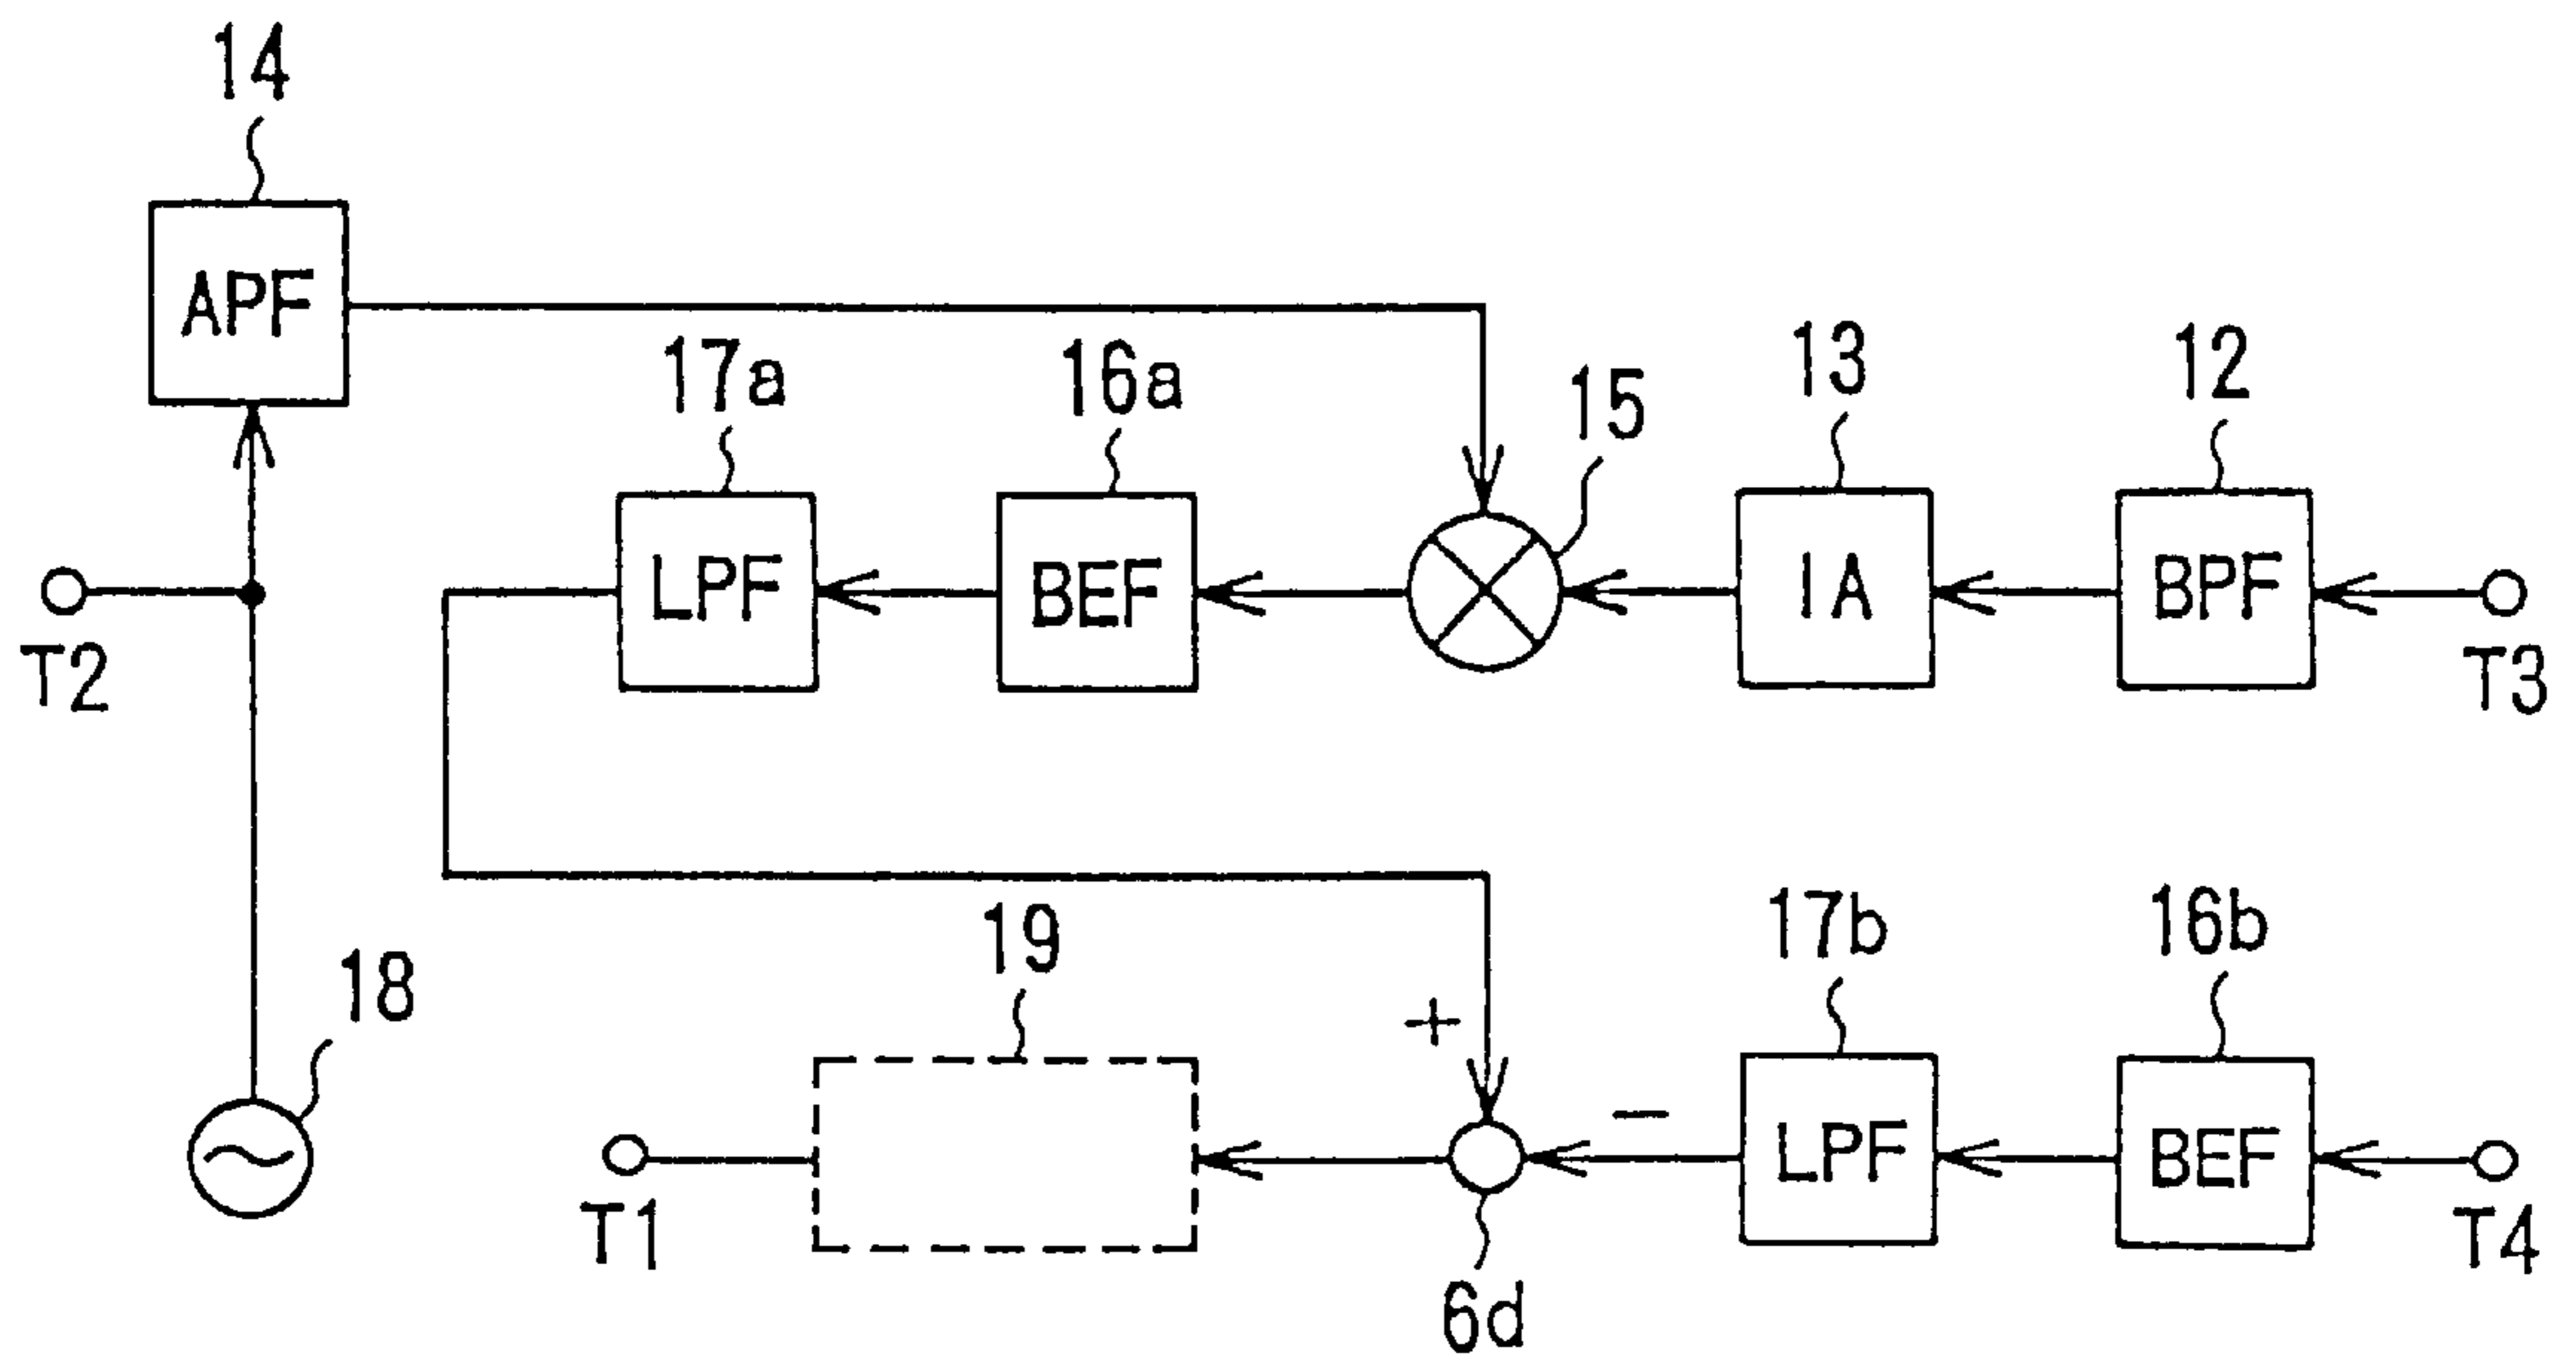 14
APF
17a
16a
15
13
12
LPF
BEF
IA
BPF
T2
T3
18
19
17b
16b
+
−
LPF
BEF
T1
6d
T4